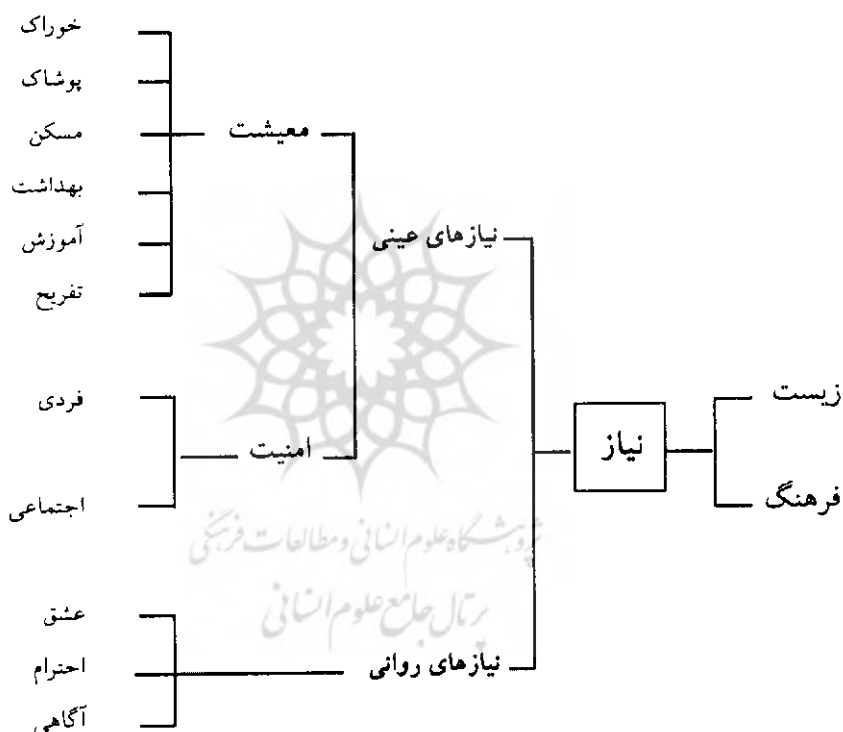 زیست
فرهنگ
نیاز
نیازهای عینی
معیشت
خوراک
پوشاک
مسکن
بهداشت
آموزش
تفریح
امنیت
فردی
اجتماعی
نیازهای روانی
عشق
احترام
آگاهی
پژوهشگاه علوم انسانی و مطالعات فرهنگی
پرتال جامع علوم انسانی